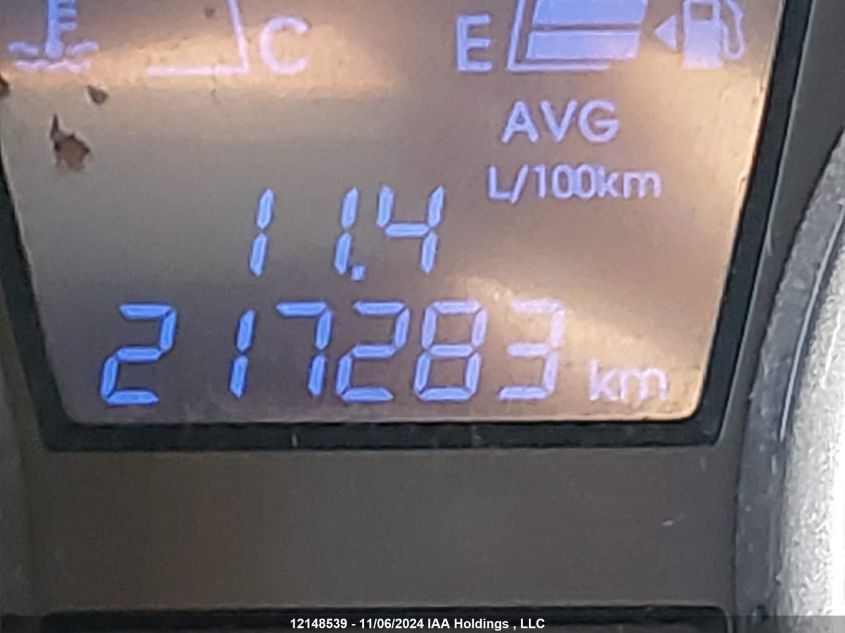 C E
AVG
L/100km
11.4
217283 km
12148539 - 11/06/2024 IAA Holdings , LLC